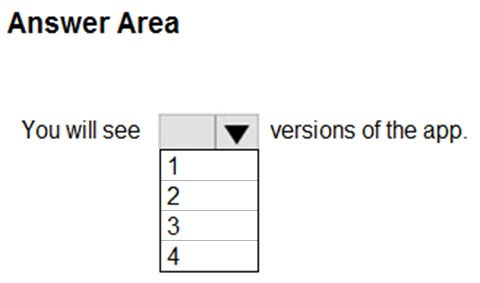 Answer Area
You will see ▼ versions of the app.
1
2
3
4